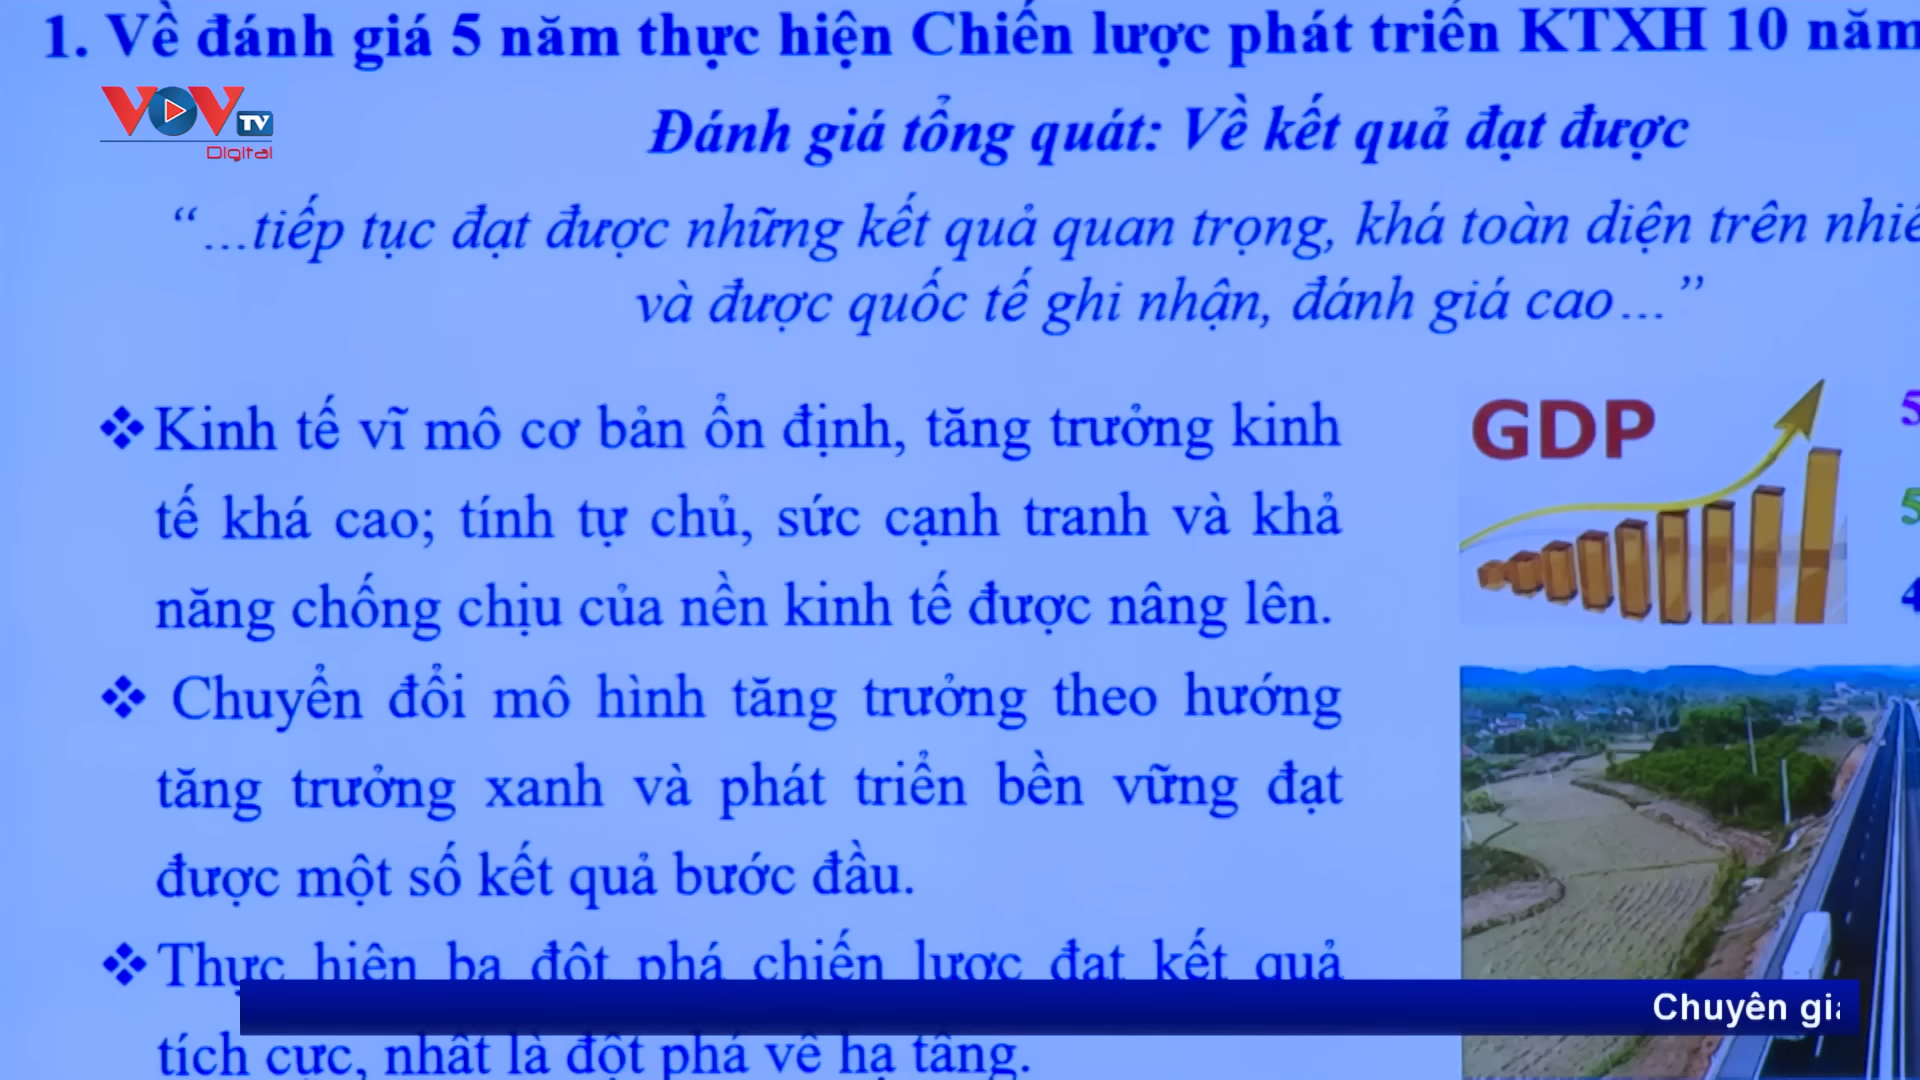 1. Về đánh giá 5 năm thực hiện Chiến lược phát triển KTXH 10 năm
VOV TV
Digital
Đánh giá tổng quát: Về kết quả đạt được
“...tiếp tục đạt được những kết quả quan trọng, khá toàn diện trên
và được quốc tế ghi nhận, đánh giá cao...”
❖ Kinh tế vĩ mô cơ bản ổn định, tăng trưởng kinh
tế khá cao; tính tự chủ, sức cạnh tranh và khả
năng chống chịu của nền kinh tế được nâng lên.
GDP
❖ Chuyển đổi mô hình tăng trưởng theo hướng
tăng trưởng xanh và phát triển bền vững đạt
được một số kết quả bước đầu.
❖ Thực hiện ba đột phá chiến lược đạt kết quả
tích cực, nhất là đột phá về hạ tầng.
Chuyên